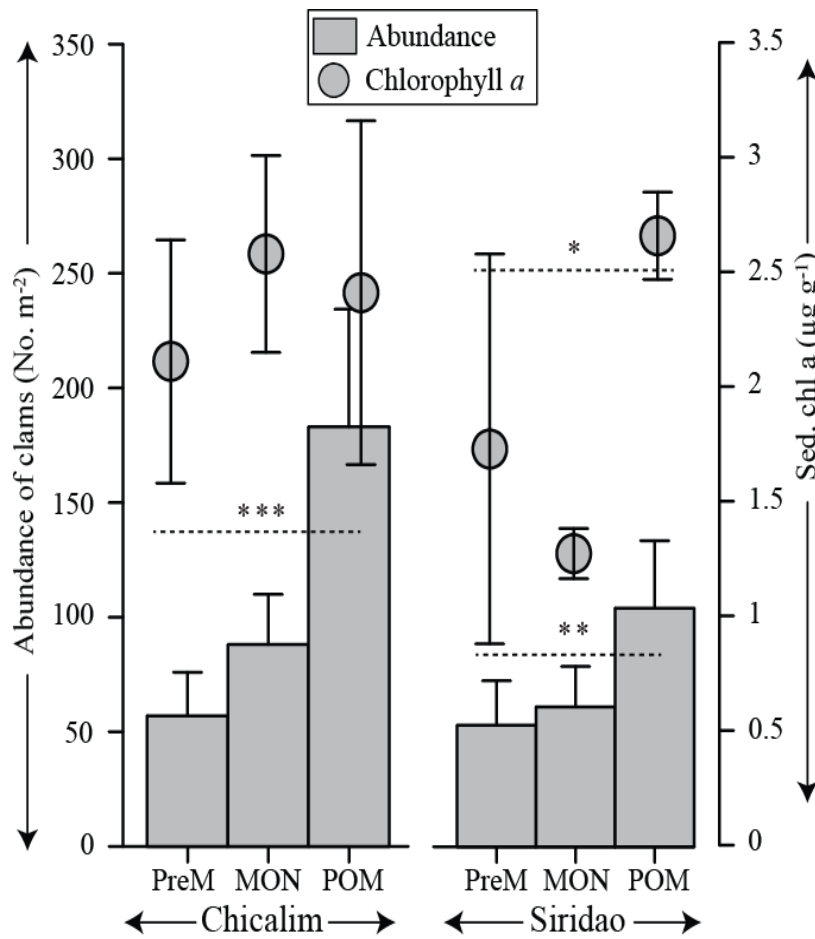 Abundance
Chlorophyll a
350
300
250
200
150
100
50
0
Abundance of clams (No. m-2)
3.5
3
2.5
2
1.5
1
0.5
0
Sed. chl a (µg g-1)
***
*
**
PreM MON POM
PreM MON POM
Chicalim
Siridao